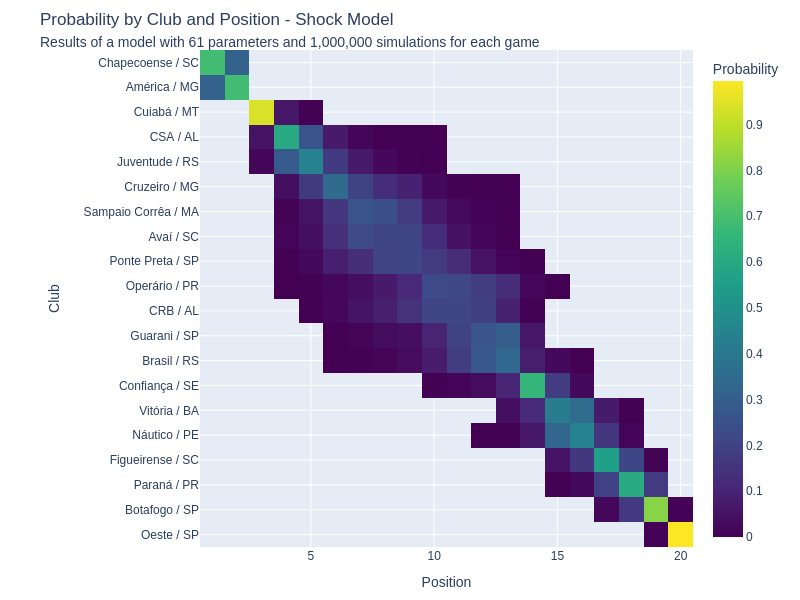 Probability by Club and Position - Shock Model
Results of a model with 61 parameters and 1,000,000 simulations for each game
Probability
Chapecoense / SC
América / MG
Cuiabá / MT
CSA / AL
Juventude / RS
Cruzeiro / MG
Sampaio Corrêa / MA
Avaí / SC
Ponte Preta / SP
Operário / PR
CRB / AL
Guarani / SP
Brasil / RS
Confiança / SE
Vitória / BA
Náutico / PE
Figueirense / SC
Paraná / PR
Botafogo / SP
Oeste / SP
Club
5
10
15
20
Position
0.9
0.8
0.7
0.6
0.5
0.4
0.3
0.2
0.1
0